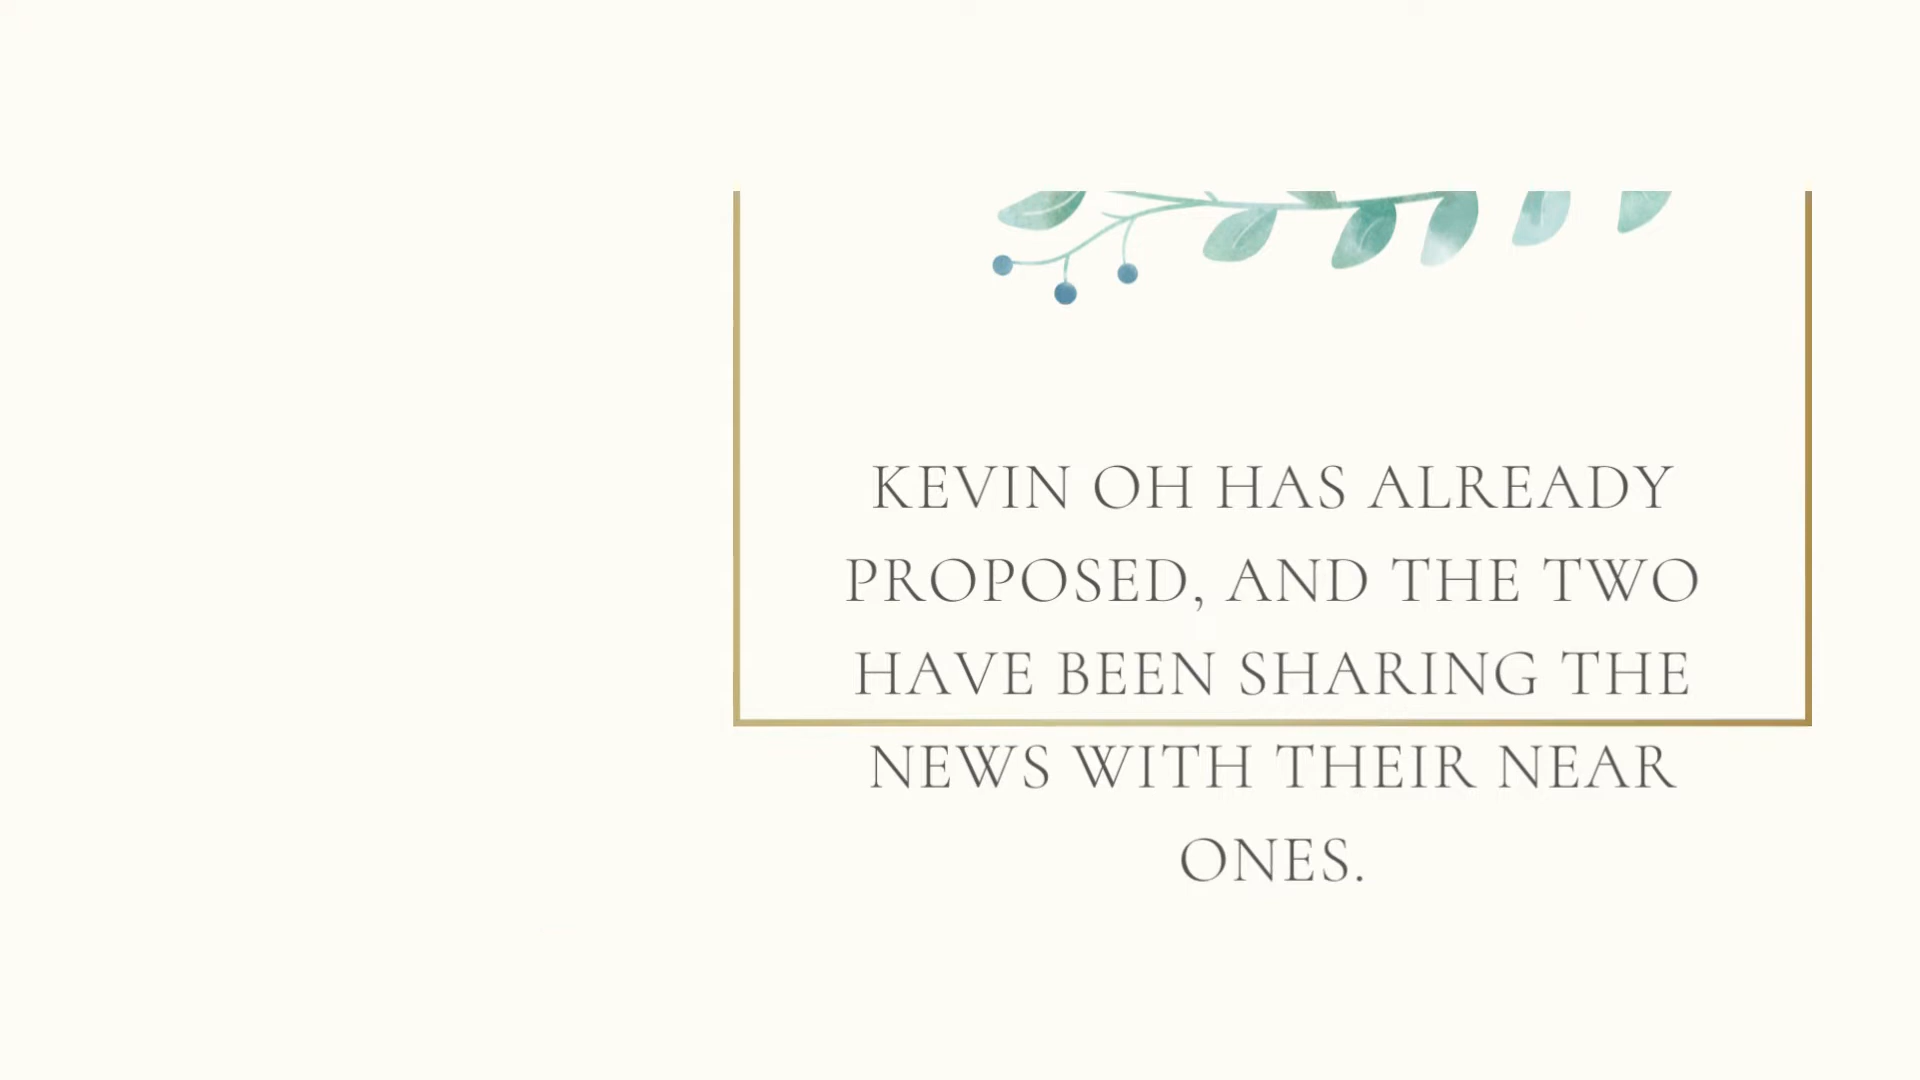 KEVIN OH HAS ALREADY
PROPOSED, AND THE TWO
HAVE BEEN SHARING THE
NEWS WITH THEIR NEAR
ONES.